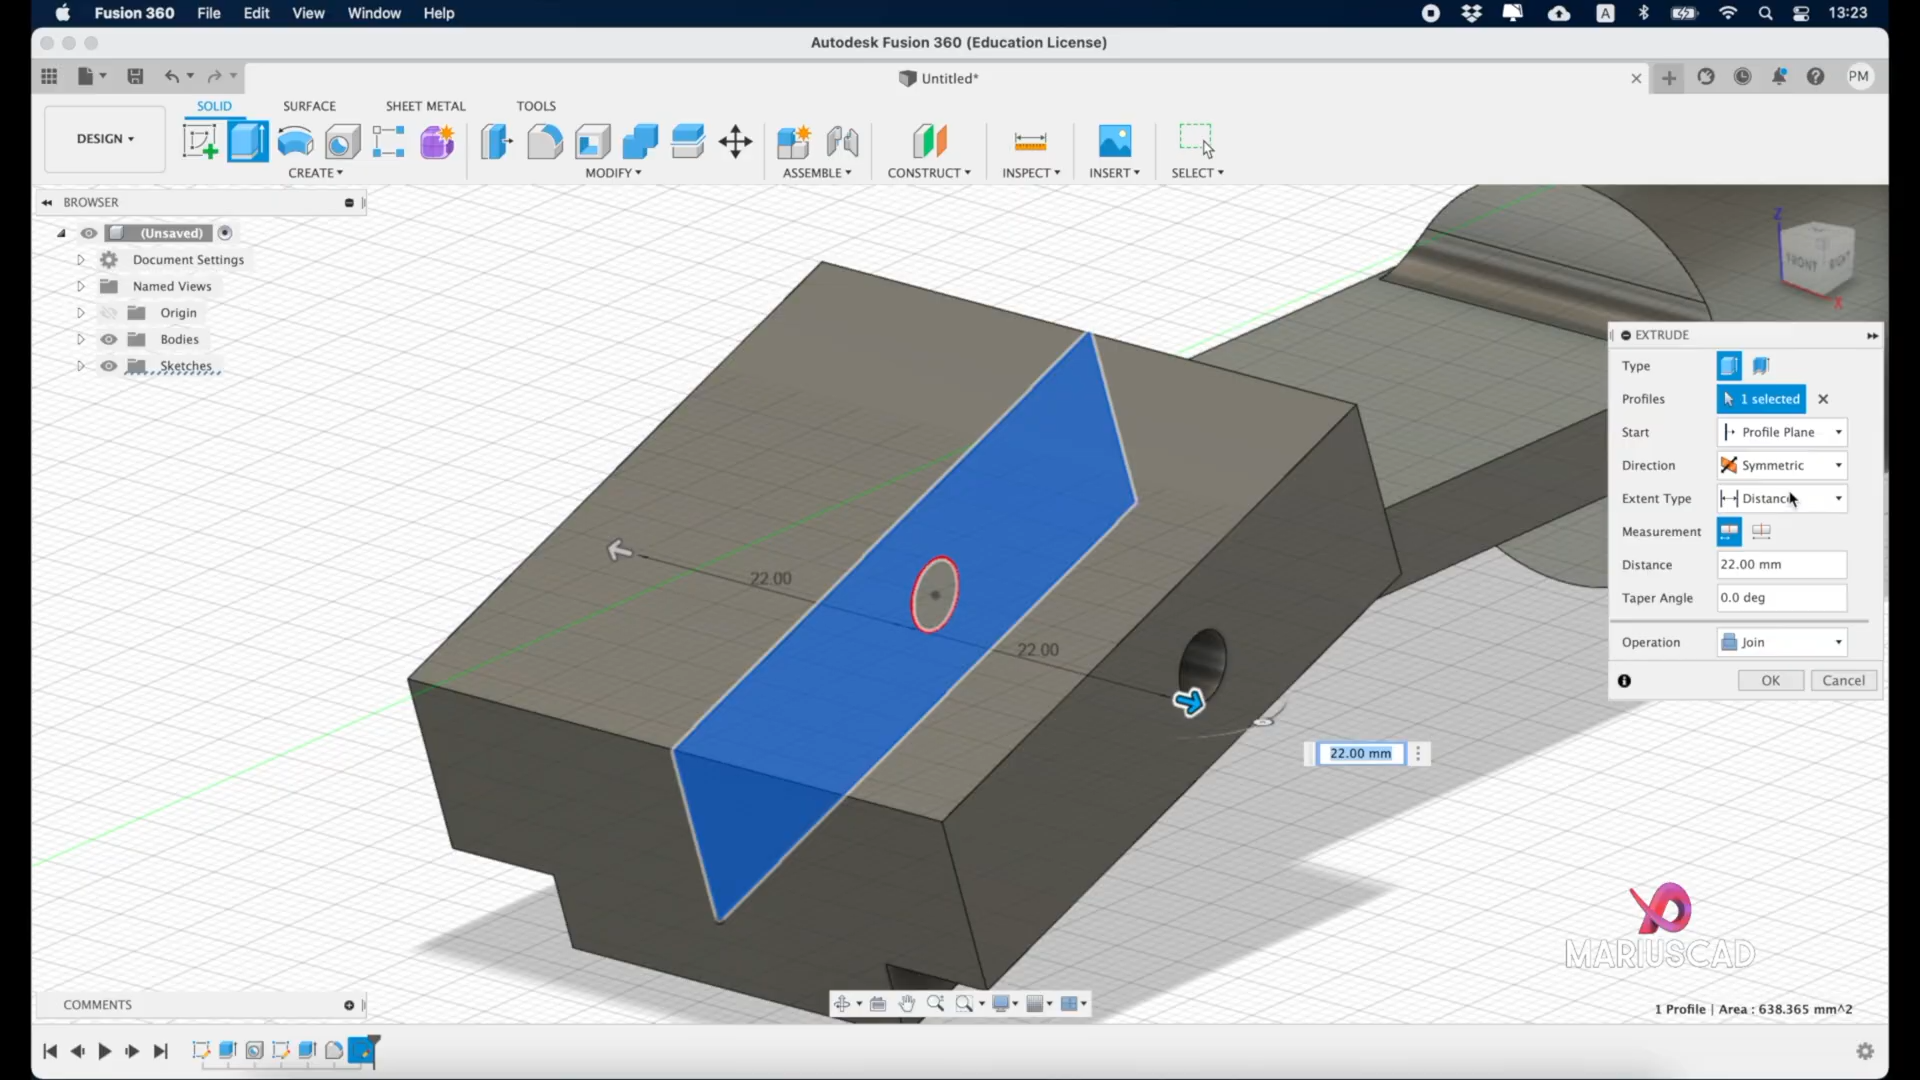 Fusion 360 File Edit View Window Help A 13:23
Autodesk Fusion 360 (Education License)
Untitled* PM
SOLID SURFACE SHEET METAL TOOLS
DESIGN
CREATE MODIFY ASSEMBLE CONSTRUCT INSPECT INSERT SELECT
BROWSER
(Unsaved)
Document Settings
Named Views
Origin
Bodies
Sketches
Z
FRONT RIGHT
X
EXTRUDE
Type
Profiles 1 selected
Start Profile Plane
Direction Symmetric
Extent Type Distance
Measurement
Distance 22.00 mm
Taper Angle 0.0 deg
Operation Join
OK Cancel
22.00
22.00
22.00 mm
MARIUSCAD
COMMENTS
1 Profile | Area : 638.365 mm^2